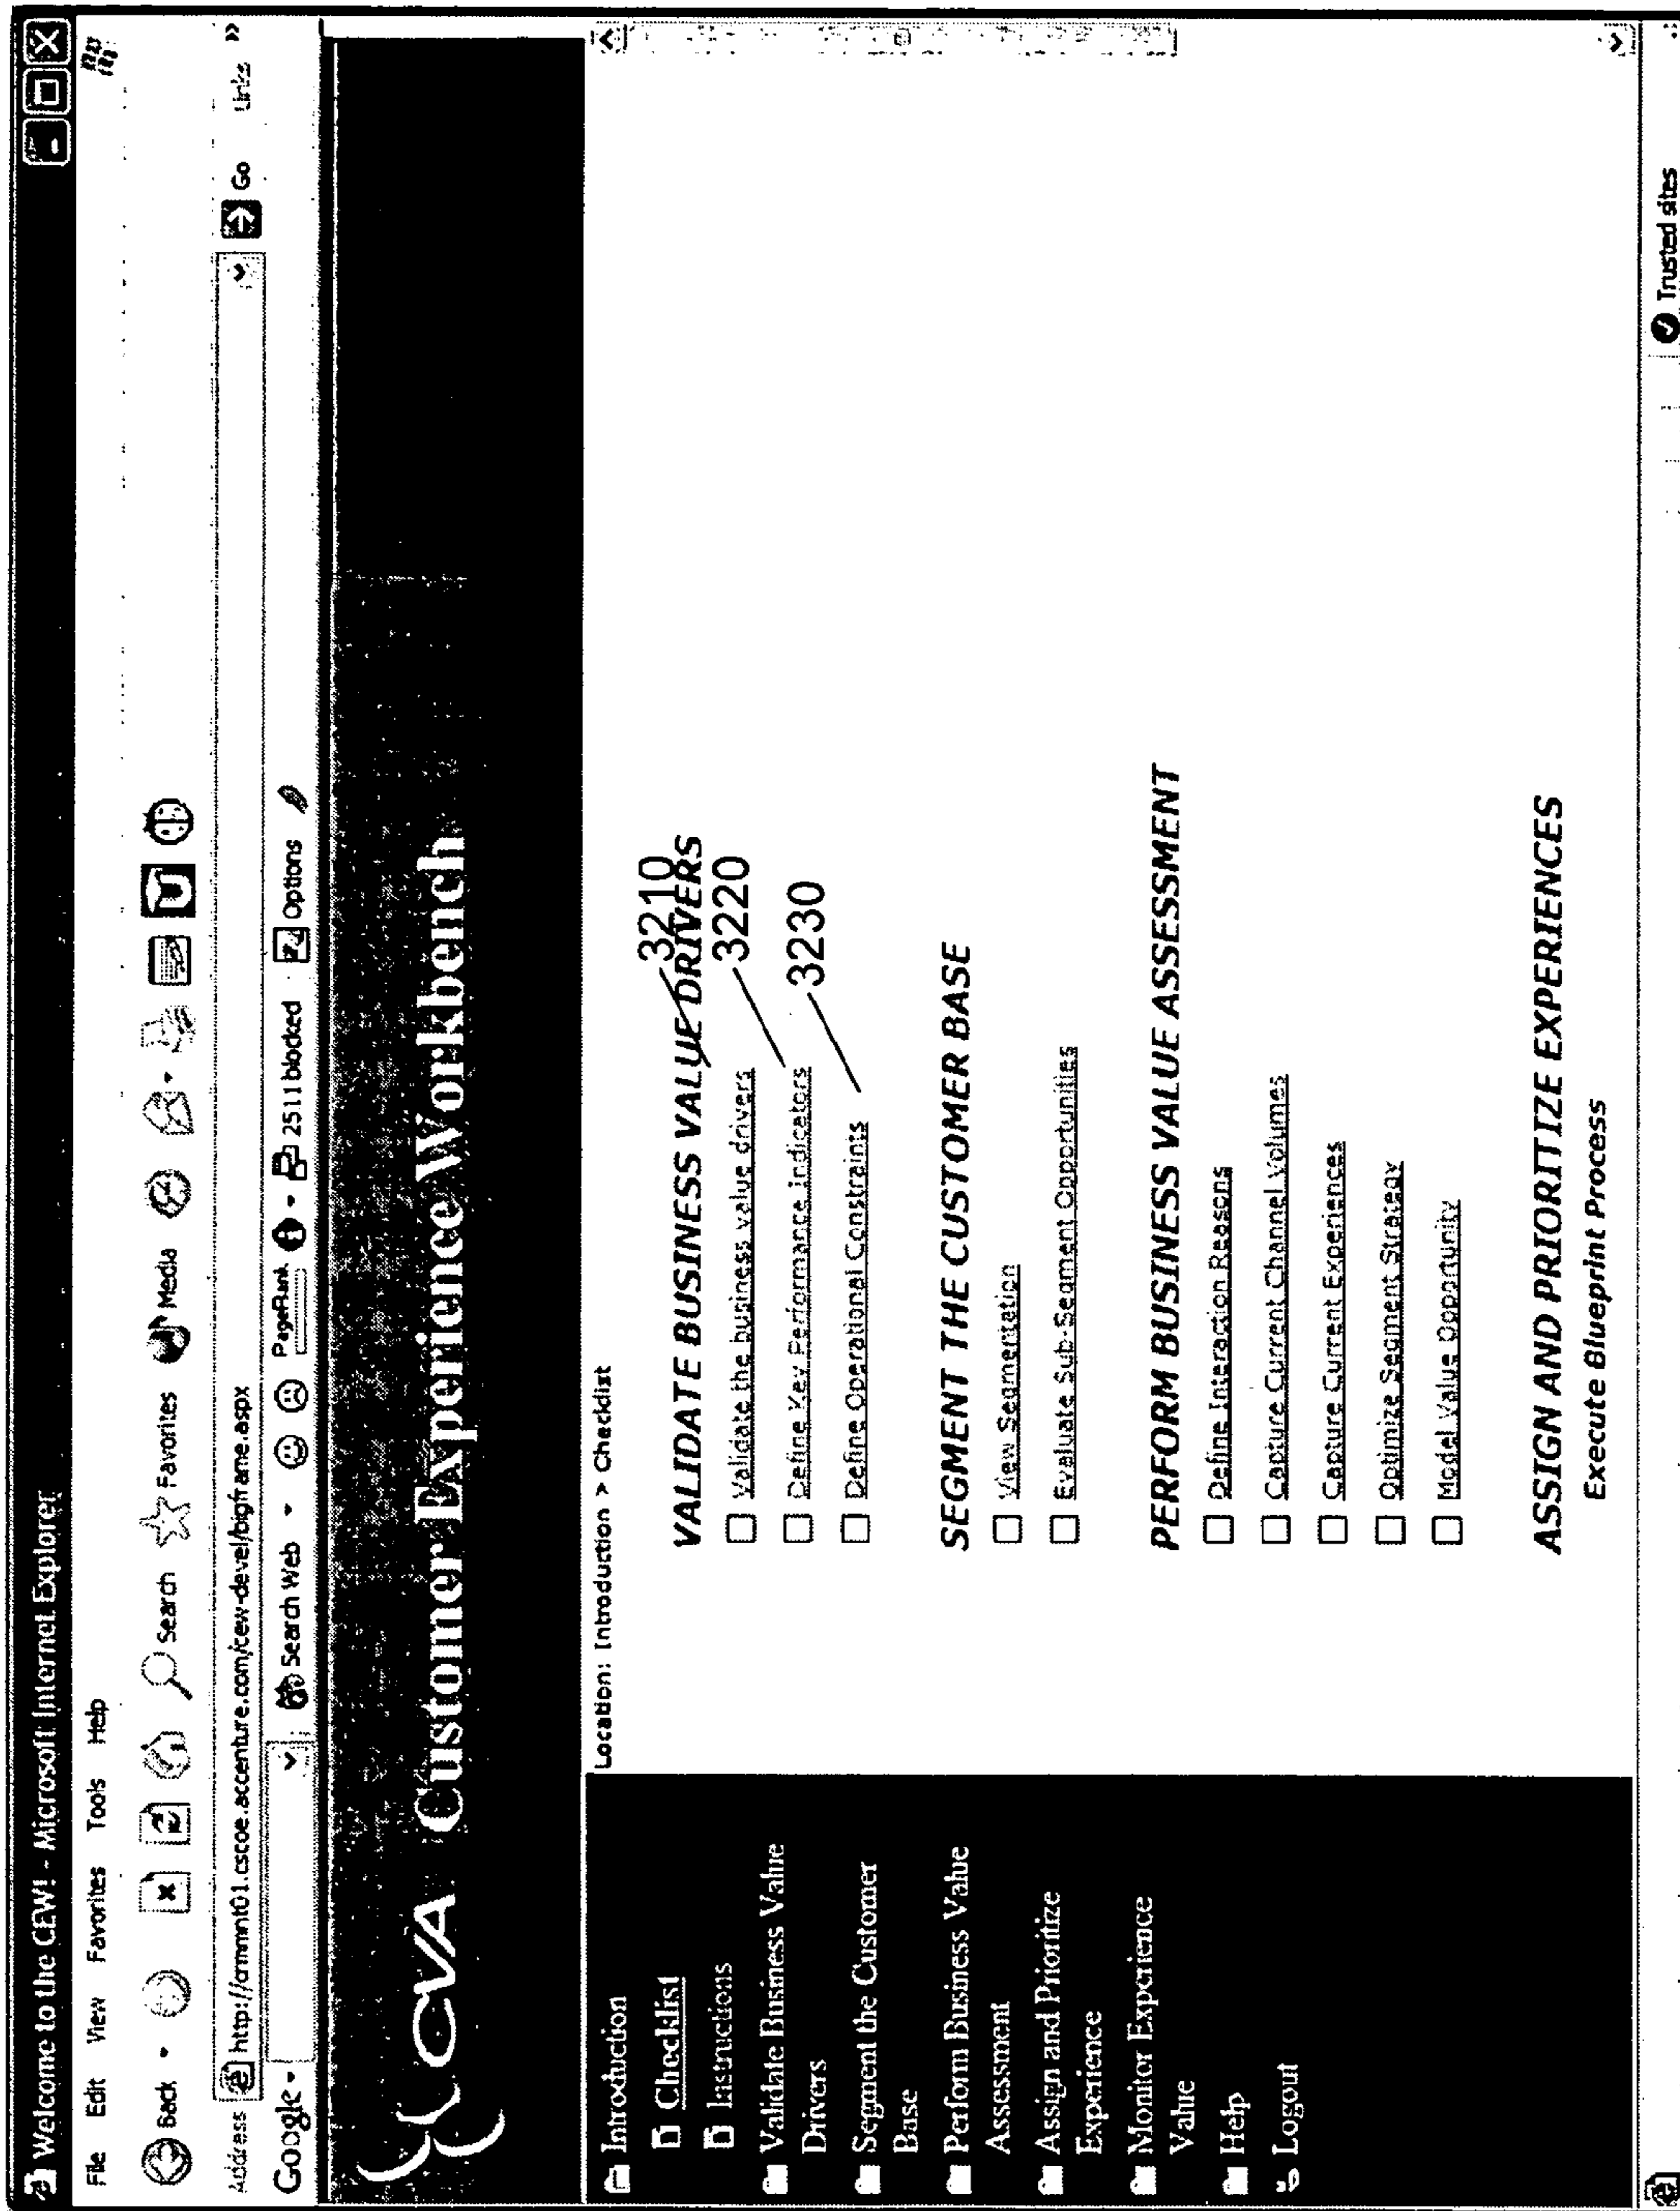 Welcome to the CEW! - Microsoft Internet Explorer
File Edit View Favorites Tools Help
Back Search Favorites Media
Address http://cmmnt01.cscoe.accenture.com/cew-devel/bigframe.aspx Go Links »
Google Search Web PageRank 2511 blocked Options
CVA Customer Experience Workbench
Introduction
Checklist
Instructions
Validate Business Value
Drivers
Segment the Customer
Base
Perform Business Value
Assessment
Assign and Prioritize
Experience
Monitor Experience
Value
Help
Logout
Location: Introduction > Checklist
3210
VALIDATE BUSINESS VALUE DRIVERS
3220
Validate the business value drivers
3230
Define Key Performance Indicators
Define Operational Constraints
SEGMENT THE CUSTOMER BASE
View Segmentation
Evaluate Sub-Segment Opportunities
PERFORM BUSINESS VALUE ASSESSMENT
Define Interaction Reasons
Capture Current Channel Volumes
Capture Current Experiences
Optimize Segment Strategy
Model Value Opportunity
ASSIGN AND PRIORITIZE EXPERIENCES
Execute Blueprint Process
Trusted sites